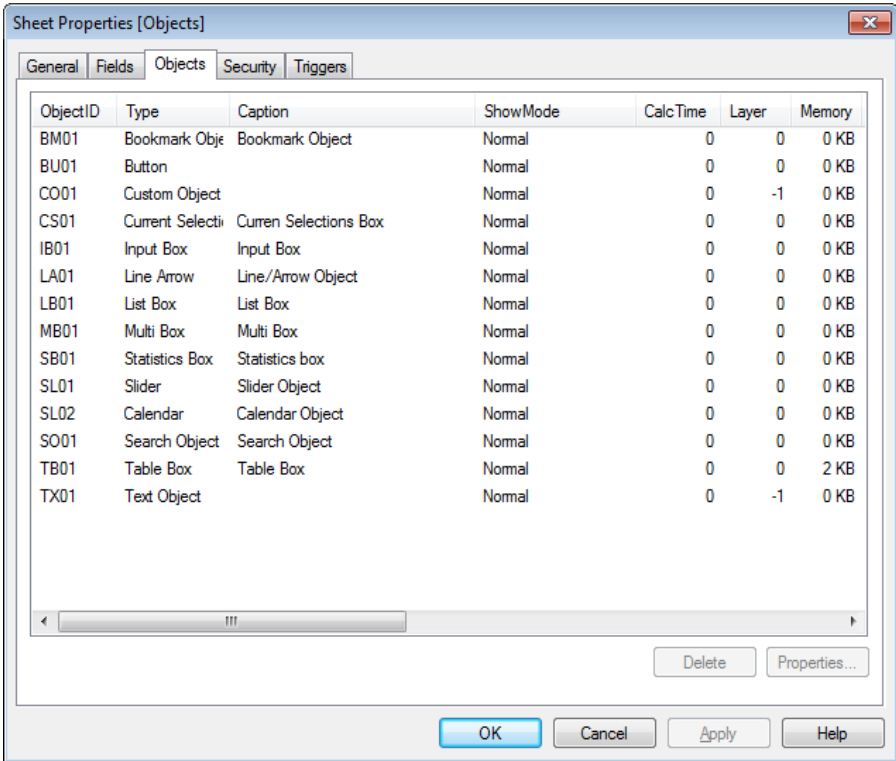 Sheet Properties [Objects]
General Fields Objects Security Triggers
ObjectID Type Caption ShowMode CalcTime Layer Memory
BM01 Bookmark Obje Bookmark Object Normal 0 0 0 KB
BU01 Button Normal 0 0 0 KB
CO01 Custom Object Normal 0 -1 0 KB
CS01 Current Selecti Curren Selections Box Normal 0 0 0 KB
IB01 Input Box Input Box Normal 0 0 0 KB
LA01 Line Arrow Line/Arrow Object Normal 0 0 0 KB
LB01 List Box List Box Normal 0 0 0 KB
MB01 Multi Box Multi Box Normal 0 0 0 KB
SB01 Statistics Box Statistics box Normal 0 0 0 KB
SL01 Slider Slider Object Normal 0 0 0 KB
SL02 Calendar Calendar Object Normal 0 0 0 KB
SO01 Search Object Search Object Normal 0 0 0 KB
TB01 Table Box Table Box Normal 0 0 2 KB
TX01 Text Object Normal 0 -1 0 KB
Delete Properties...
OK Cancel Apply Help